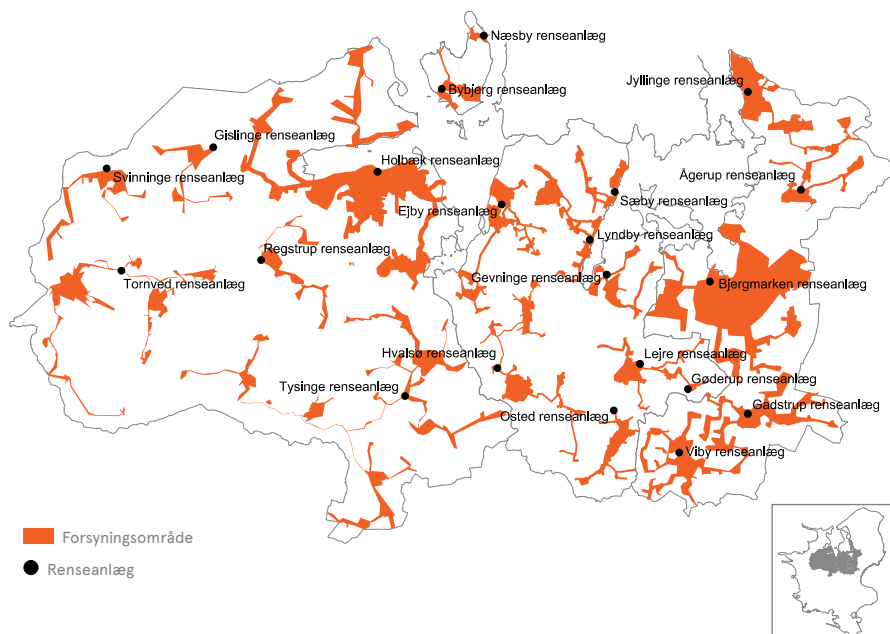 Næsby renseanlæg
Jyllinge renseanlæg
Bybjerg renseanlæg
Gislinge renseanlæg
Holbæk renseanlæg
Svinninge renseanlæg
Ågerup renseanlæg
Sæby renseanlæg
Ejby renseanlæg
Lyndby renseanlæg
Regstrup renseanlæg
Gevninge renseanlæg
Tornved renseanlæg
Bjergmarken renseanlæg
Hvalsø renseanlæg
Lejre renseanlæg
Tysinge renseanlæg
Gøderup renseanlæg
Gadstrup renseanlæg
Osted renseanlæg
Viby renseanlæg
Forsyningsområde
Renseanlæg